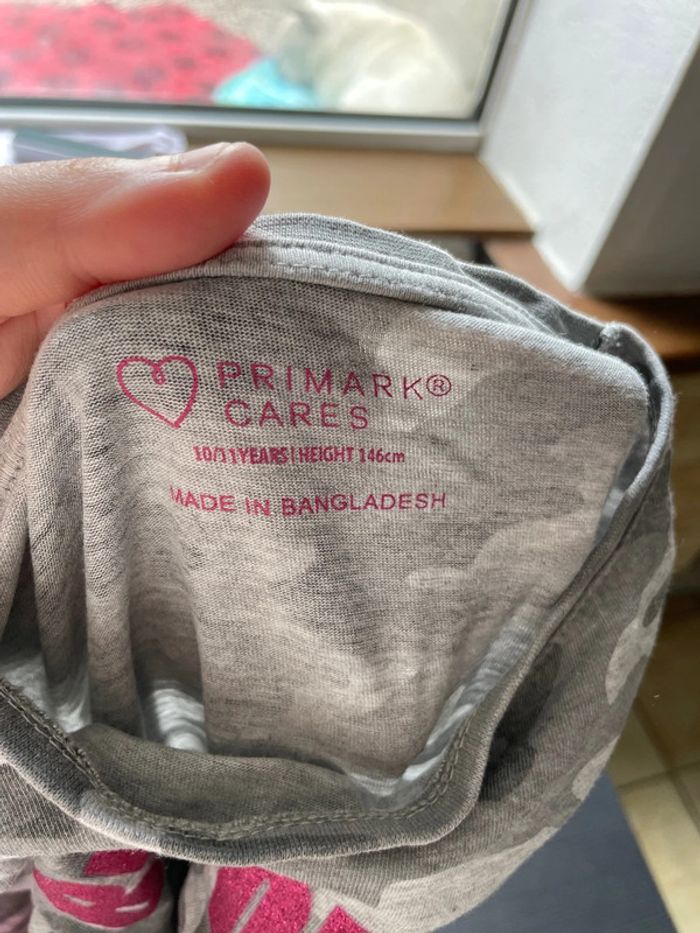 PRIMARK®
CARES
10/11YEARS|HEIGHT 146cm
MADE IN BANGLADESH